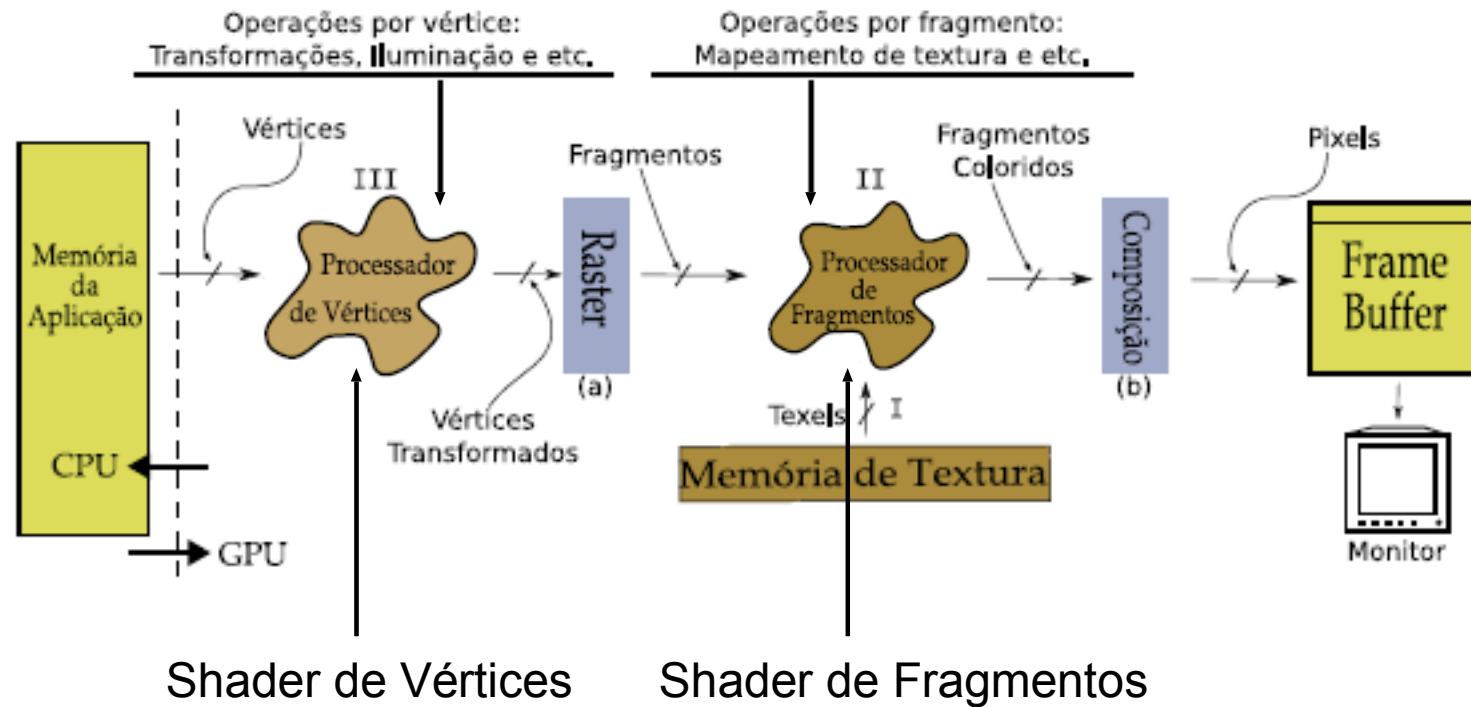 Operações por vértice:
Transformações, Iluminação e etc.
Operações por fragmento:
Mapeamento de textura e etc.
Vértices
Fragmentos
Fragmentos
Coloridos
Pixels
III
II
Memória
da
Aplicação
Processador
de Vértices
Raster
Processador
de
Fragmentos
Composição
Frame
Buffer
(a)
(b)
Vértices
Transformados
Texels
I
Memória de Textura
CPU
GPU
Monitor
Shader de Vértices
Shader de Fragmentos